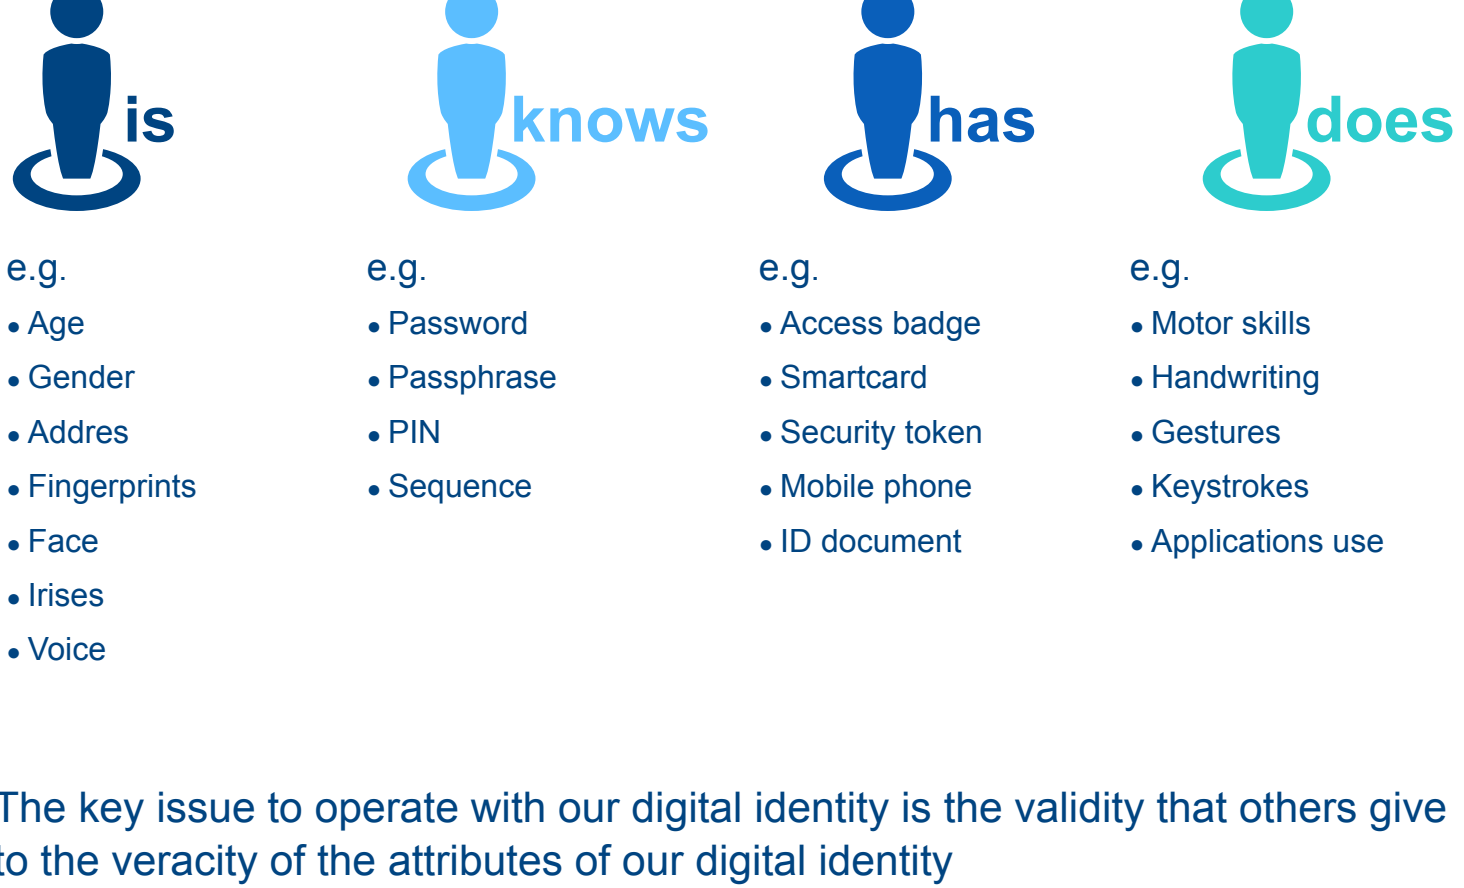 is
knows
has
does
e.g.
• Age
• Gender
• Addres
• Fingerprints
• Face
• Irises
• Voice
e.g.
• Password
• Passphrase
• PIN
• Sequence
e.g.
• Access badge
• Smartcard
• Security token
• Mobile phone
• ID document
e.g.
• Motor skills
• Handwriting
• Gestures
• Keystrokes
• Applications use
The key issue to operate with our digital identity is the validity that others give
to the veracity of the attributes of our digital identity